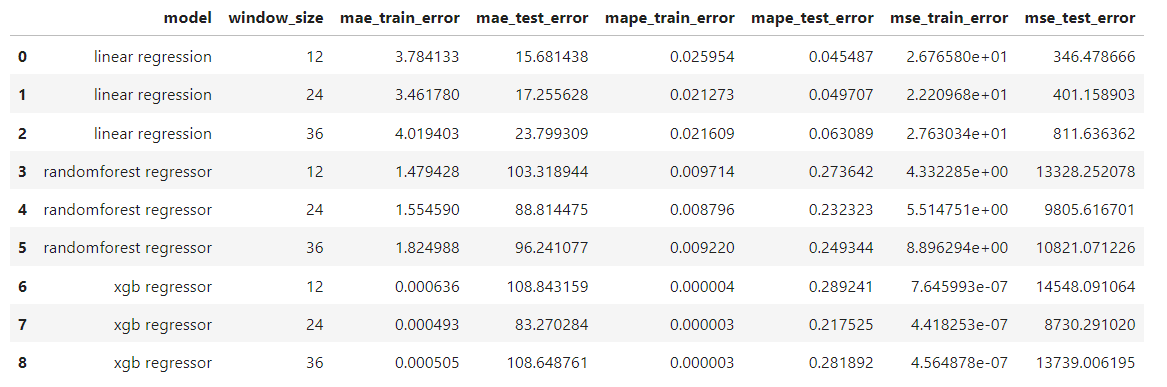 model window_size mae_train_error mae_test_error mape_train_error mape_test_error mse_train_error mse_test_error
0 linear regression 12 3.784133 15.681438 0.025954 0.045487 2.676580e+01 346.478666
1 linear regression 24 3.461780 17.255628 0.021273 0.049707 2.220968e+01 401.158903
2 linear regression 36 4.019403 23.799309 0.021609 0.063089 2.763034e+01 811.636362
3 randomforest regressor 12 1.479428 103.318944 0.009714 0.273642 4.332285e+00 13328.252078
4 randomforest regressor 24 1.554590 88.814475 0.008796 0.232323 5.514751e+00 9805.616701
5 randomforest regressor 36 1.824988 96.241077 0.009220 0.249344 8.896294e+00 10821.071226
6 xgb regressor 12 0.000636 108.843159 0.000004 0.289241 7.645993e-07 14548.091064
7 xgb regressor 24 0.000493 83.270284 0.000003 0.217525 4.418253e-07 8730.291020
8 xgb regressor 36 0.000505 108.648761 0.000003 0.281892 4.564878e-07 13739.006195